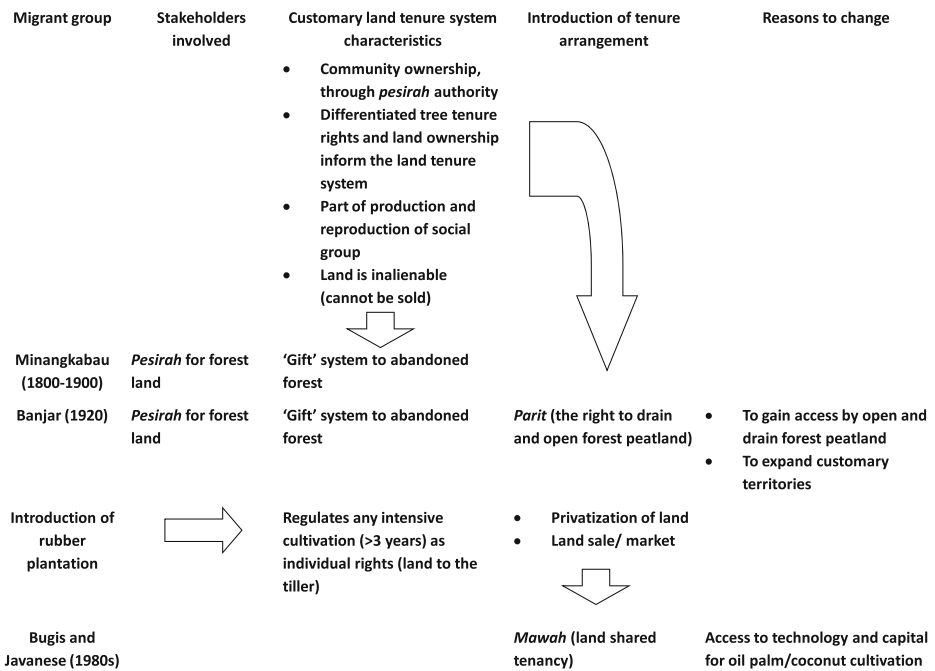 Migrant group
Stakeholders
involved
Customary land tenure system
characteristics
Introduction of tenure
arrangement
Reasons to change
• Community ownership,
through pesirah authority
• Differentiated tree tenure
rights and land ownership
inform the land tenure
system
• Part of production and
reproduction of social
group
• Land is inalienable
(cannot be sold)
Minangkabau
(1800-1900)
Pesirah for forest
land
‘Gift’ system to abandoned
forest
Banjar (1920)
Pesirah for forest
land
‘Gift’ system to abandoned
forest
Parit (the right to drain
and open forest peatland)
• To gain access by open and
drain forest peatland
• To expand customary
territories
Introduction of
rubber
plantation
Regulates any intensive
cultivation (>3 years) as
individual rights (land to the
tiller)
• Privatization of land
• Land sale/ market
Bugis and
Javanese (1980s)
Mawah (land shared
tenancy)
Access to technology and capital
for oil palm/coconut cultivation